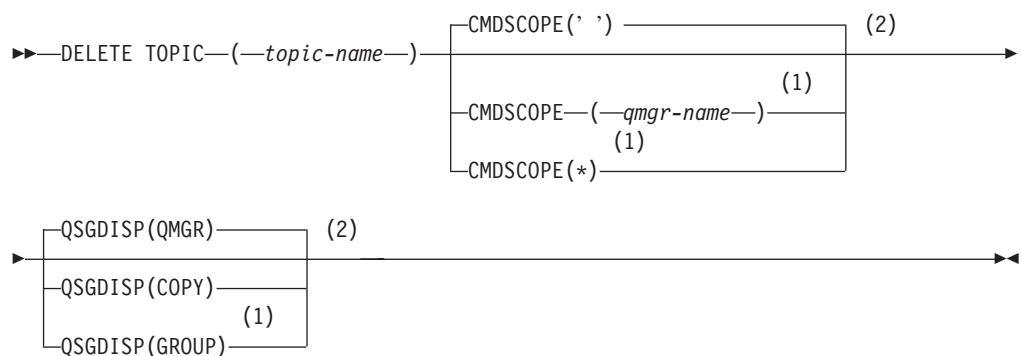 CMDSCOPE(' ') (2)
DELETE TOPIC ( topic-name )
(1)
CMDSCOPE ( qmgr-name )
(1)
CMDSCOPE(*)
QSGDISP(QMGR) (2)
QSGDISP(COPY)
(1)
QSGDISP(GROUP)